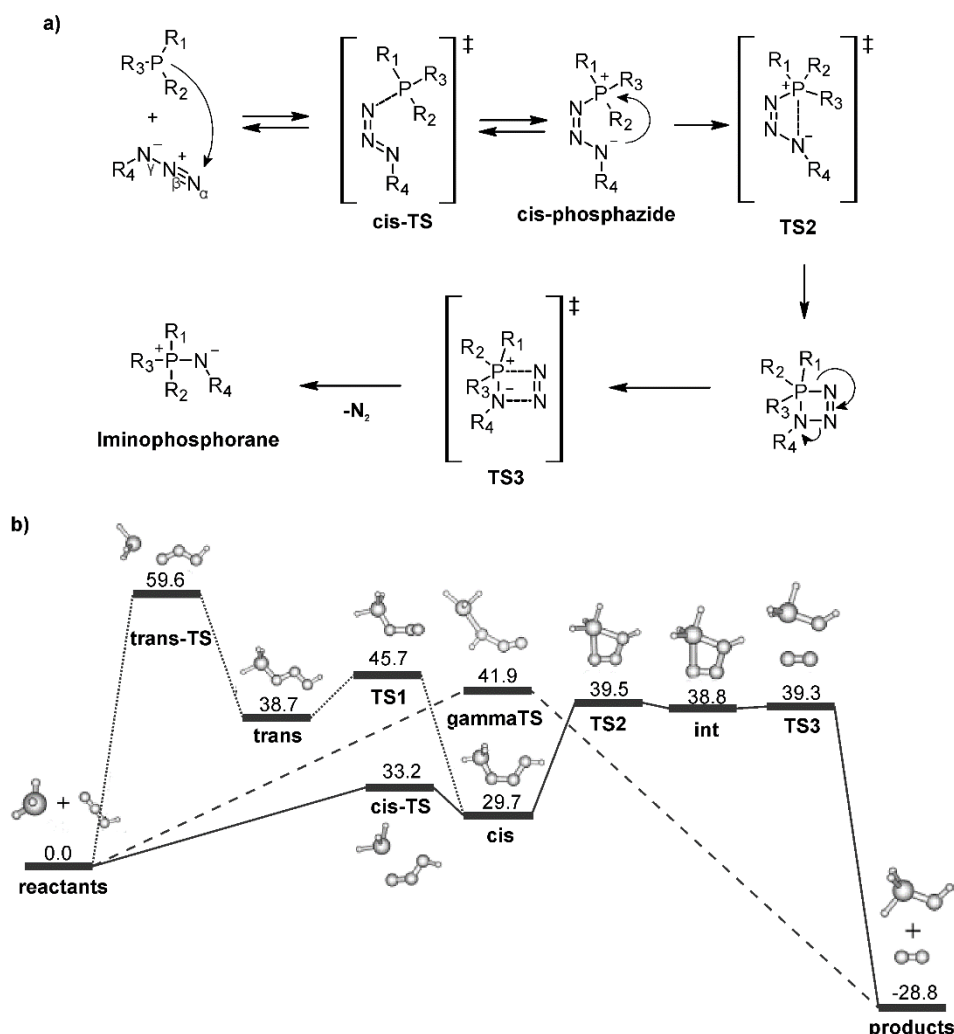 a)
R₁
R₃-P
R₂
+
R₄ N⁻ γ N⁺ β N α
‡
R₁
P R₃
N R₂
N
N N
R₄
cis-TS
R₁ + R₃
P
N R₂
N N⁻
R₄
cis-phosphazide
‡
R₁ R₂
+P
N R₃
N N⁻
R₄
TS2
R₁
R₂ P N
R₃ N N
R₄
‡
R₂ R₁
P⁺ N
R₃ N⁻ N
R₄
TS3
-N₂
R₁
R₃-P⁺-N⁻
R₂ R₄
Iminophosphorane
b)
59.6
trans-TS
38.7
trans
45.7
TS1
41.9
gammaTS
39.5
TS2
38.8
int
39.3
TS3
33.2
cis-TS
29.7
cis
+
0.0
reactants
+
-28.8
products